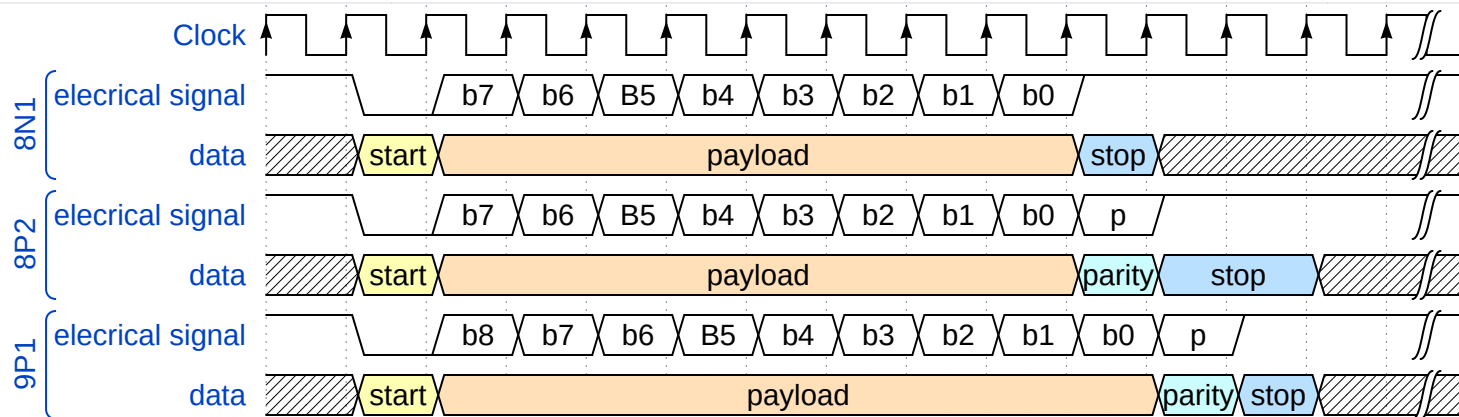 Clock
8N1
elecrical signal b7 b6 B5 b4 b3 b2 b1 b0
data start payload stop
8P2
elecrical signal b7 b6 B5 b4 b3 b2 b1 b0 p
data start payload parity stop
9P1
elecrical signal b8 b7 b6 B5 b4 b3 b2 b1 b0 p
data start payload parity stop